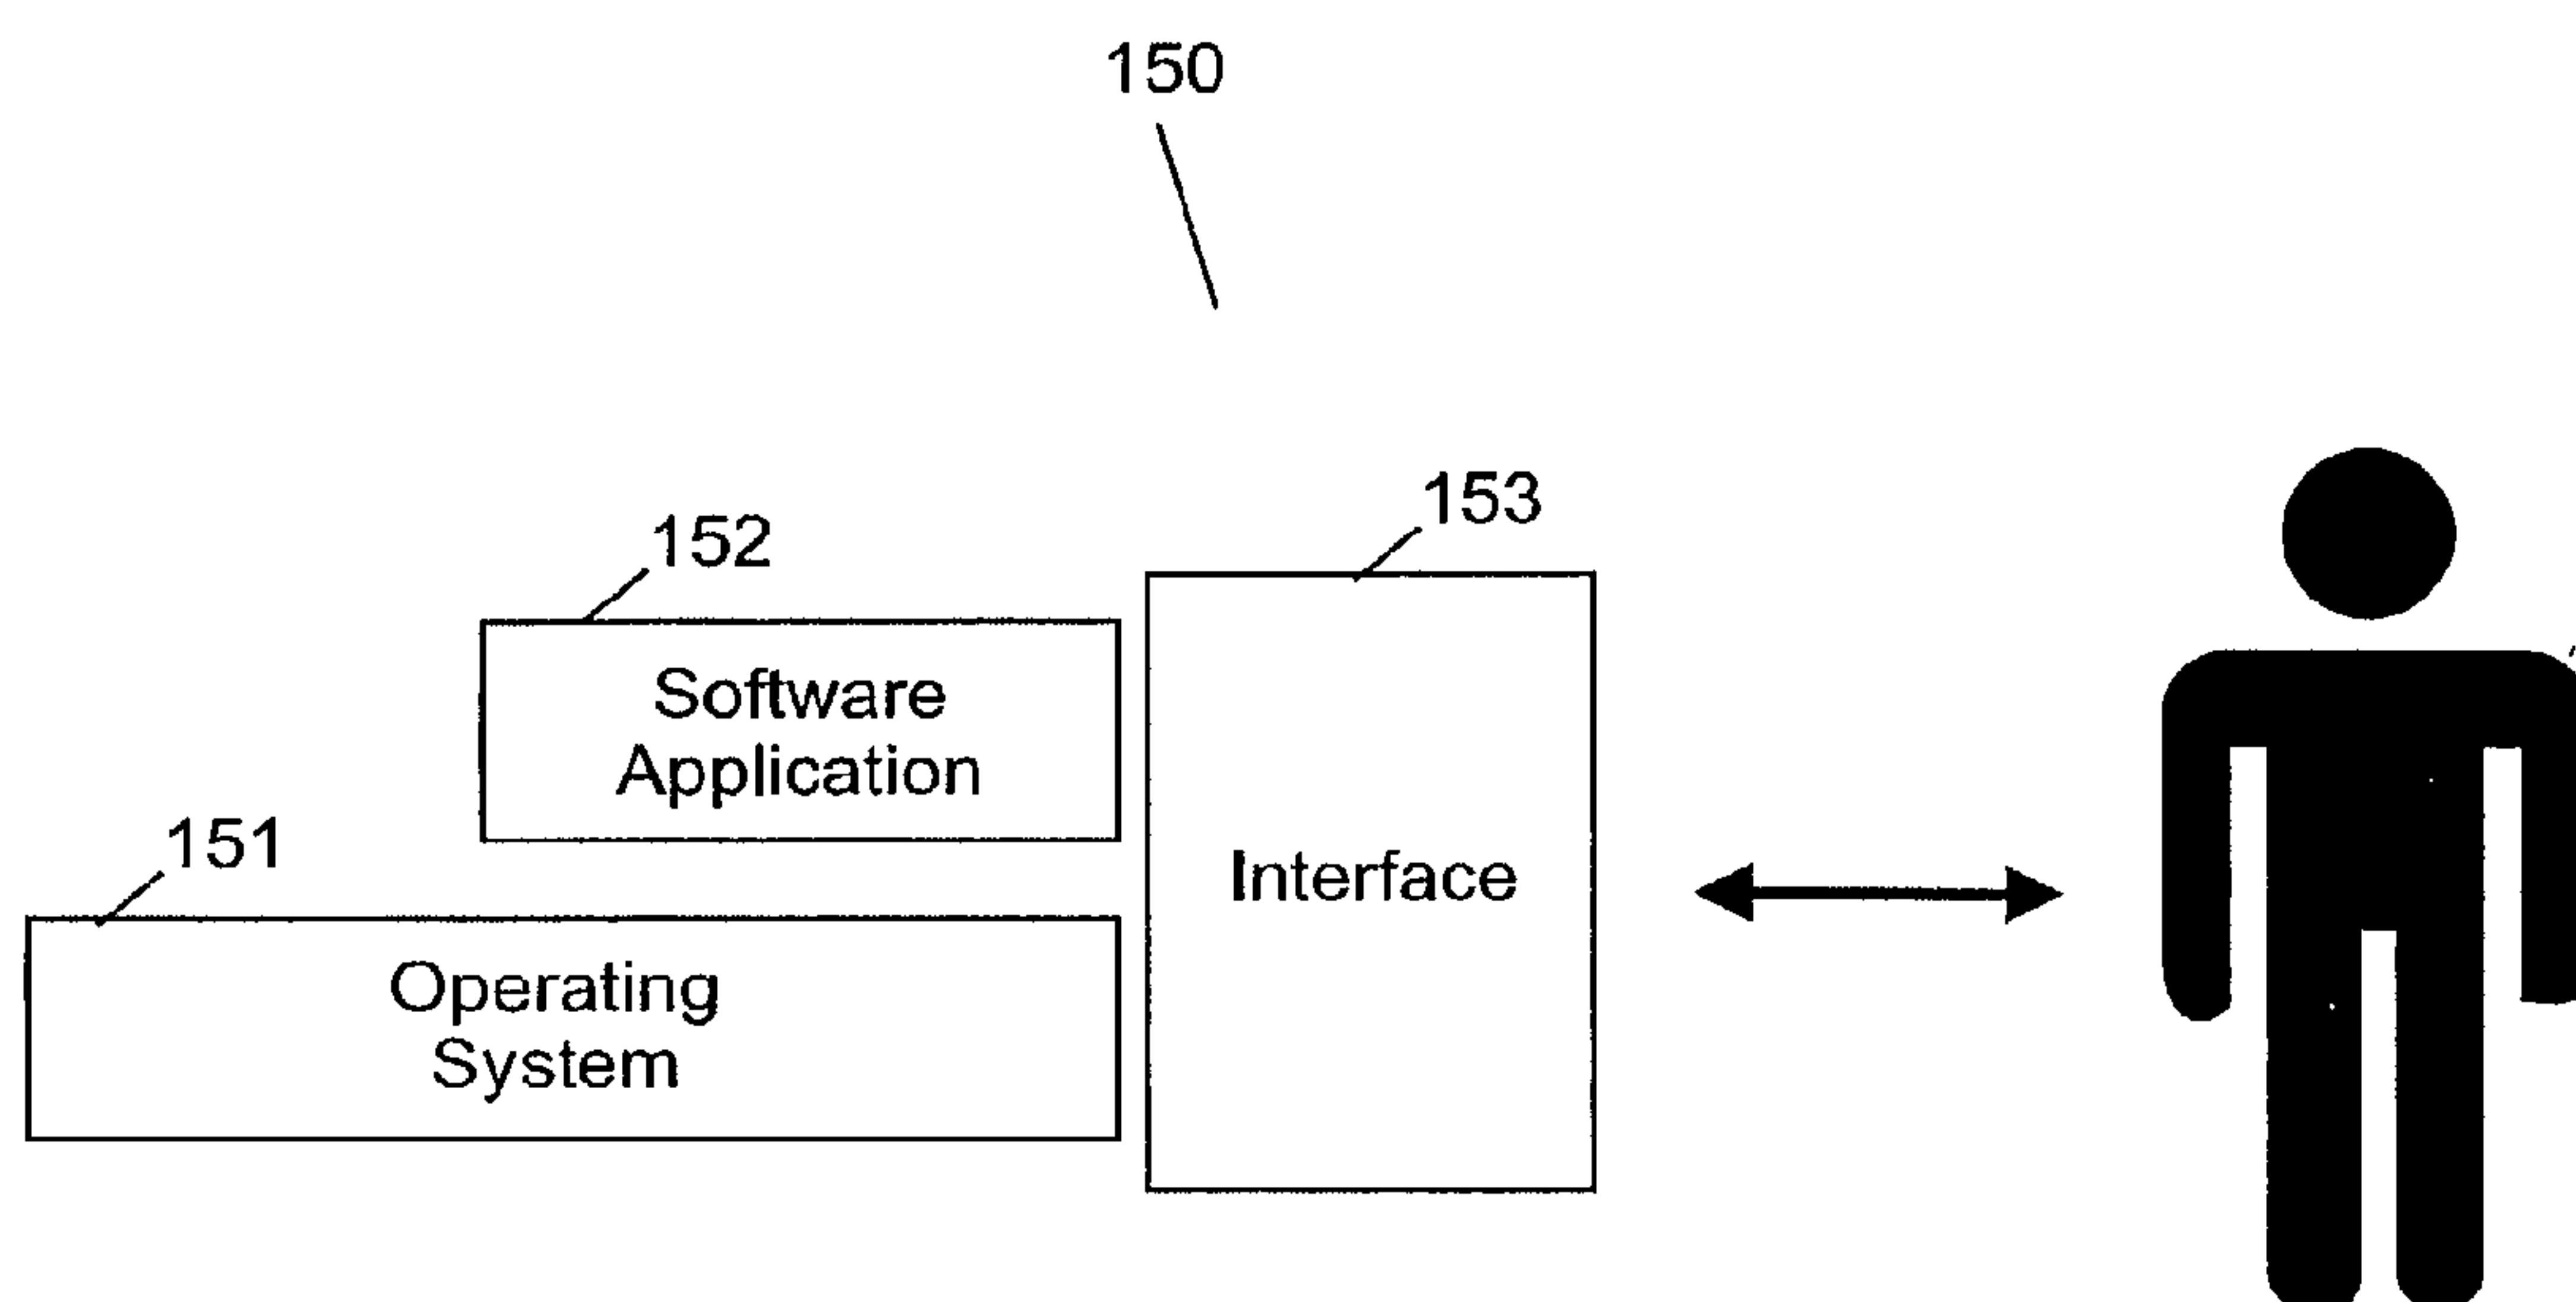 150
153
152
Software
Application
Interface
151
Operating
System